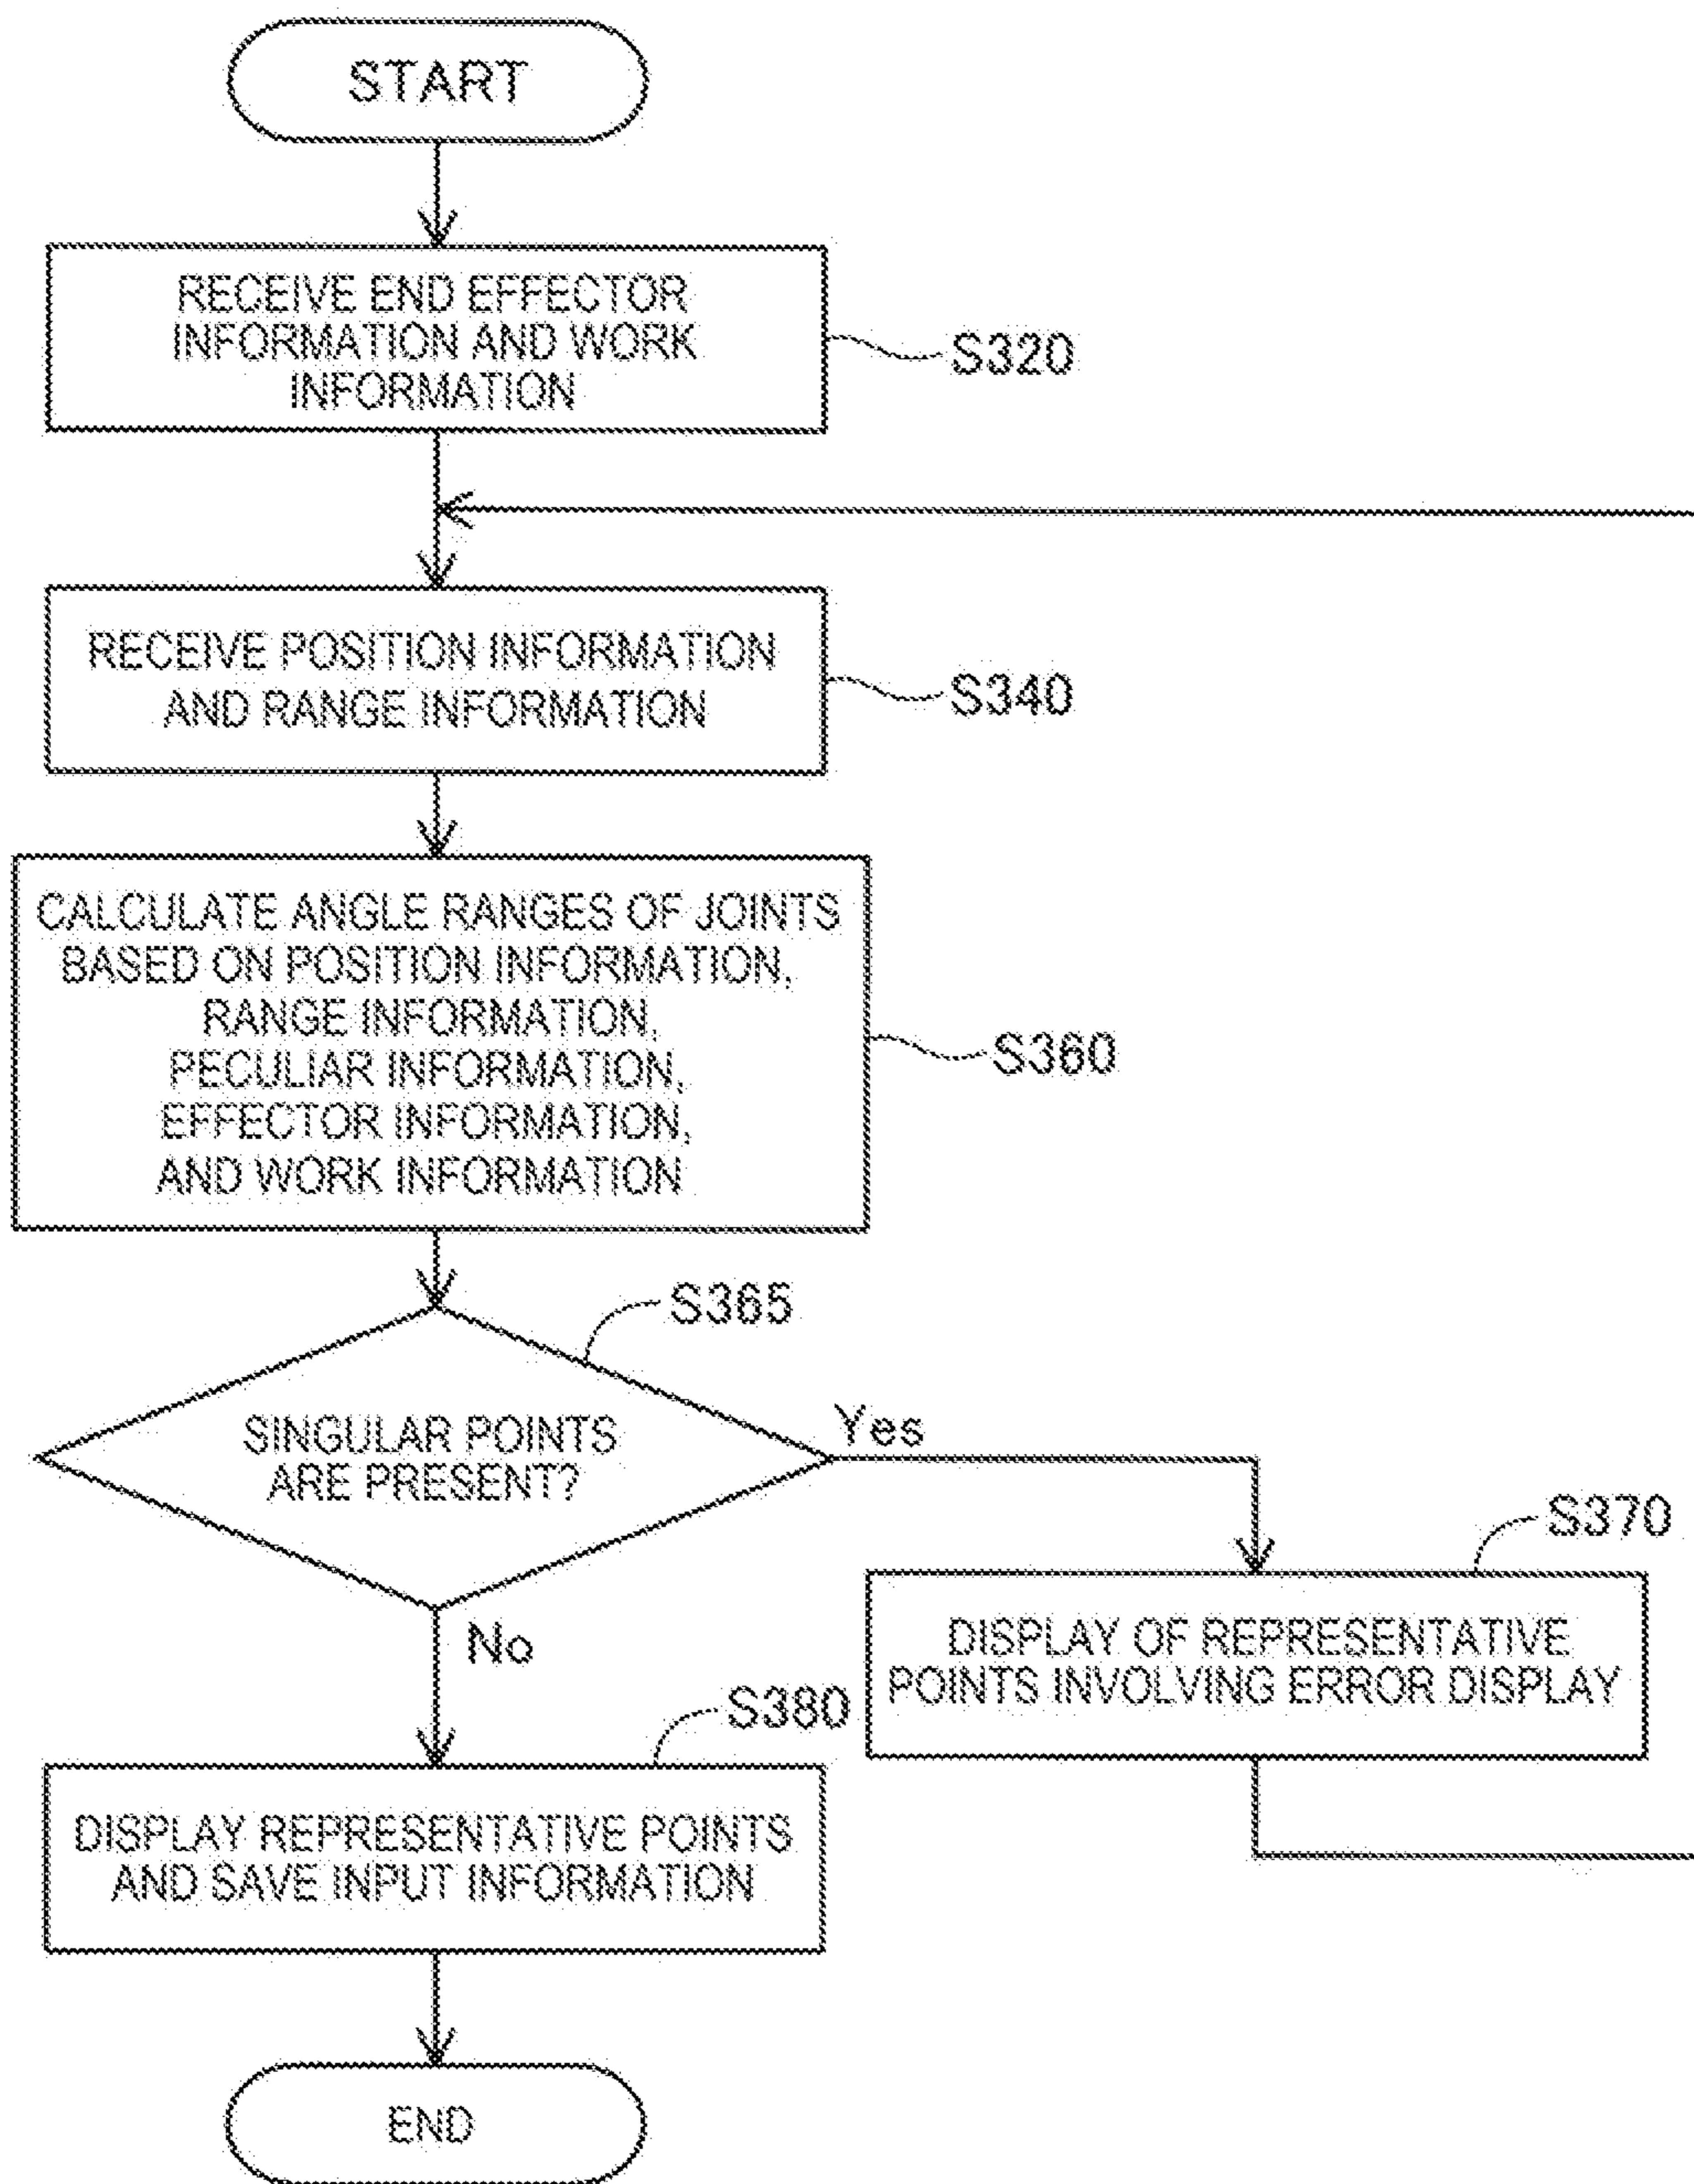 START
RECEIVE END EFFECTOR
INFORMATION AND WORK
INFORMATION
S320
RECEIVE POSITION INFORMATION
AND RANGE INFORMATION
S340
CALCULATE ANGLE RANGES OF JOINTS
BASED ON POSITION INFORMATION,
RANGE INFORMATION,
PECULIAR INFORMATION,
EFFECTOR INFORMATION,
AND WORK INFORMATION
S360
S365
SINGULAR POINTS
ARE PRESENT?
Yes
S370
DISPLAY OF REPRESENTATIVE
POINTS INVOLVING ERROR DISPLAY
No
S380
DISPLAY REPRESENTATIVE POINTS
AND SAVE INPUT INFORMATION
END